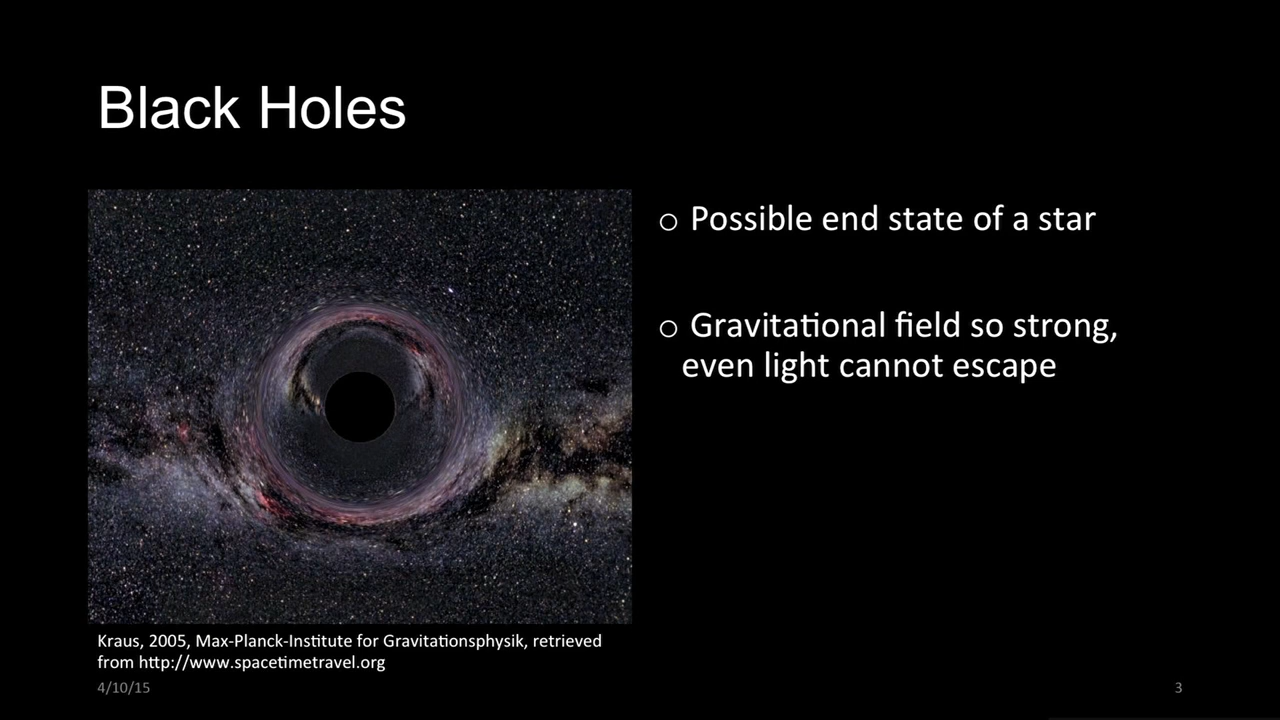 Black Holes
○ Possible end state of a star
○ Gravitational field so strong,
even light cannot escape
Kraus, 2005, Max-Planck-Institute for Gravitationsphysik, retrieved
from http://www.spacetimetravel.org
4/10/15
3